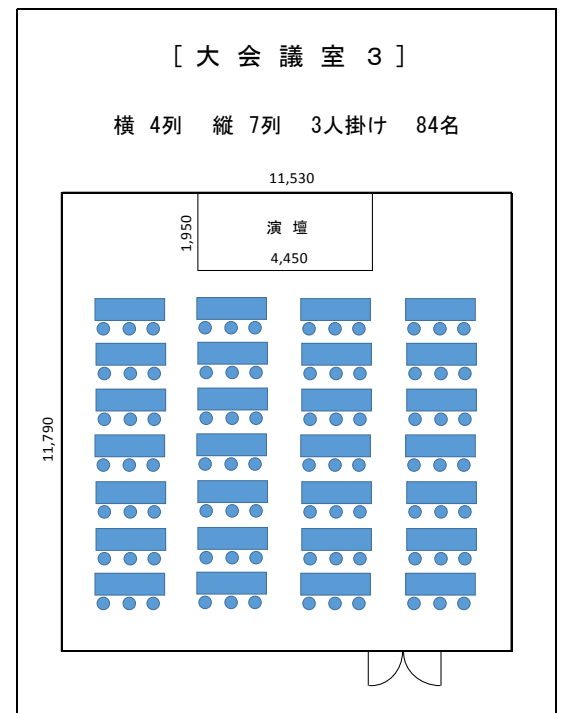 [ 大 会 議 室 ３ ]
横 4列 縦 7列 3人掛け 84名
11,530
1,950
演 壇
4,450
11,790